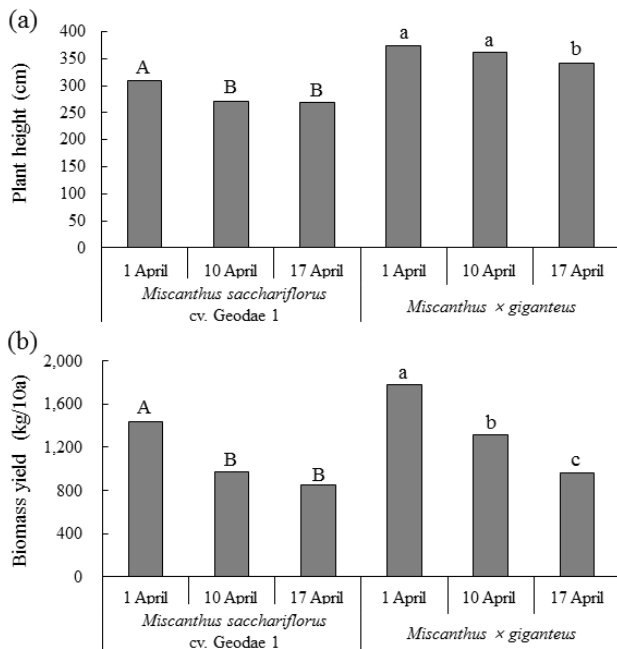 (a)
Plant height (cm)
400
350
300
250
200
150
100
50
0
A
B
B
a
a
b
1 April
10 April
17 April
1 April
10 April
17 April
Miscanthus sacchariflorus
cv. Geodae 1
Miscanthus × giganteus
(b)
Biomass yield (kg/10a)
2,000
1,600
1,200
800
400
0
A
B
B
a
b
c
1 April
10 April
17 April
1 April
10 April
17 April
Miscanthus sacchariflorus
cv. Geodae 1
Miscanthus × giganteus